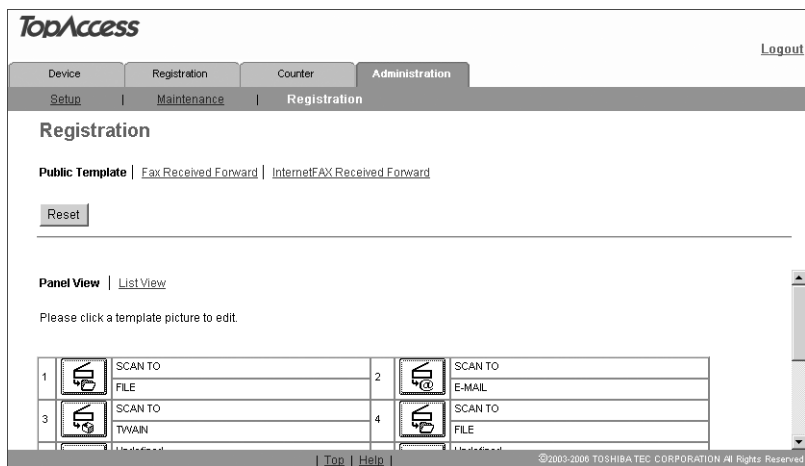 TopAccess
Logout
Device Registration Counter Administration
Setup | Maintenance | Registration
Registration
Public Template | Fax Received Forward | InternetFAX Received Forward
Reset
Panel View | List View
Please click a template picture to edit.
1 SCAN TO FILE 2 SCAN TO E-MAIL
3 SCAN TO TWAIN 4 SCAN TO FILE
| Top | Help | ©2003-2006 TOSHIBA TEC CORPORATION All Rights Reserved